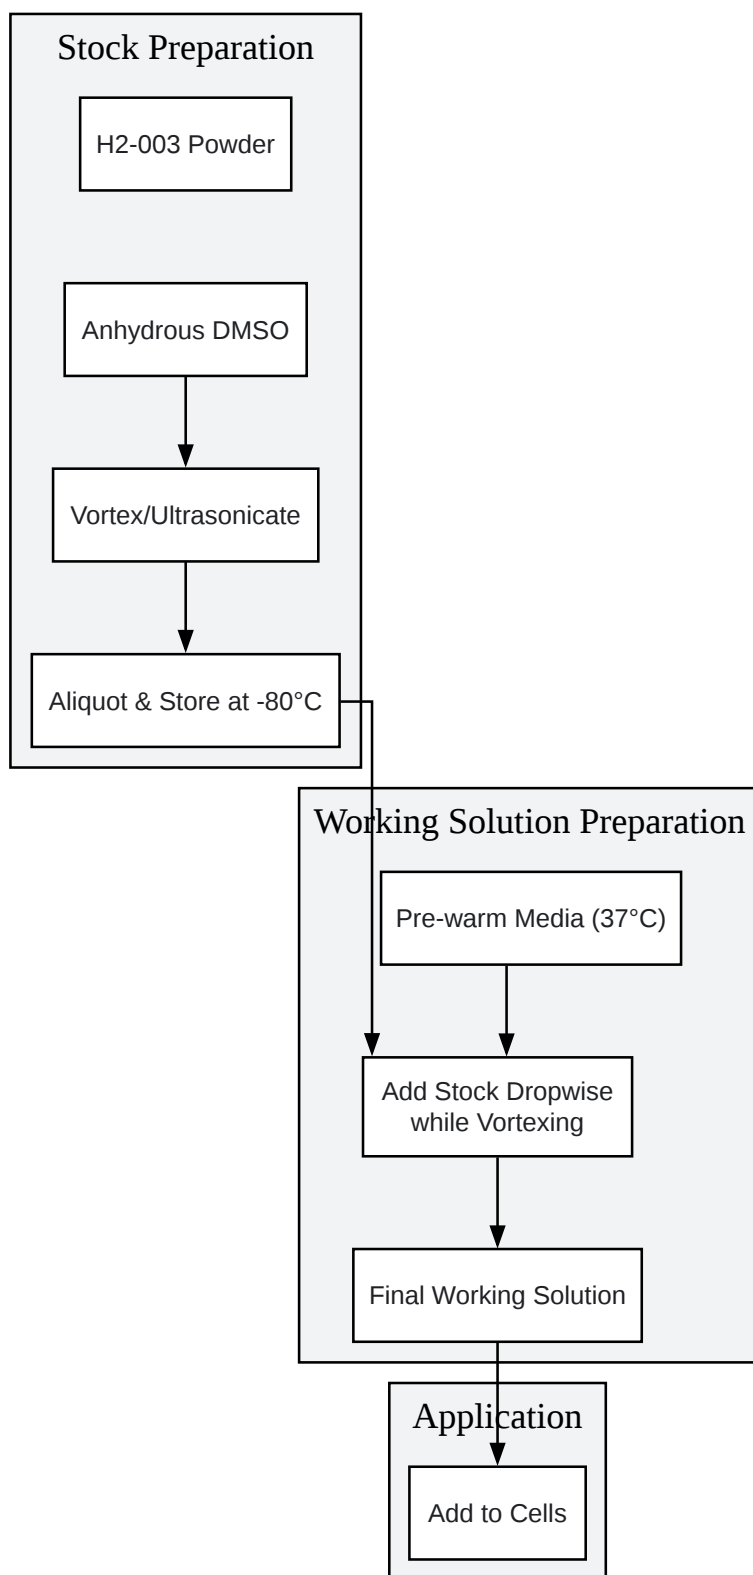 Stock Preparation
H2-003 Powder
Anhydrous DMSO
Vortex/Ultrasonicate
Aliquot & Store at -80°C
Working Solution Preparation
Pre-warm Media (37°C)
Add Stock Dropwise
while Vortexing
Final Working Solution
Application
Add to Cells